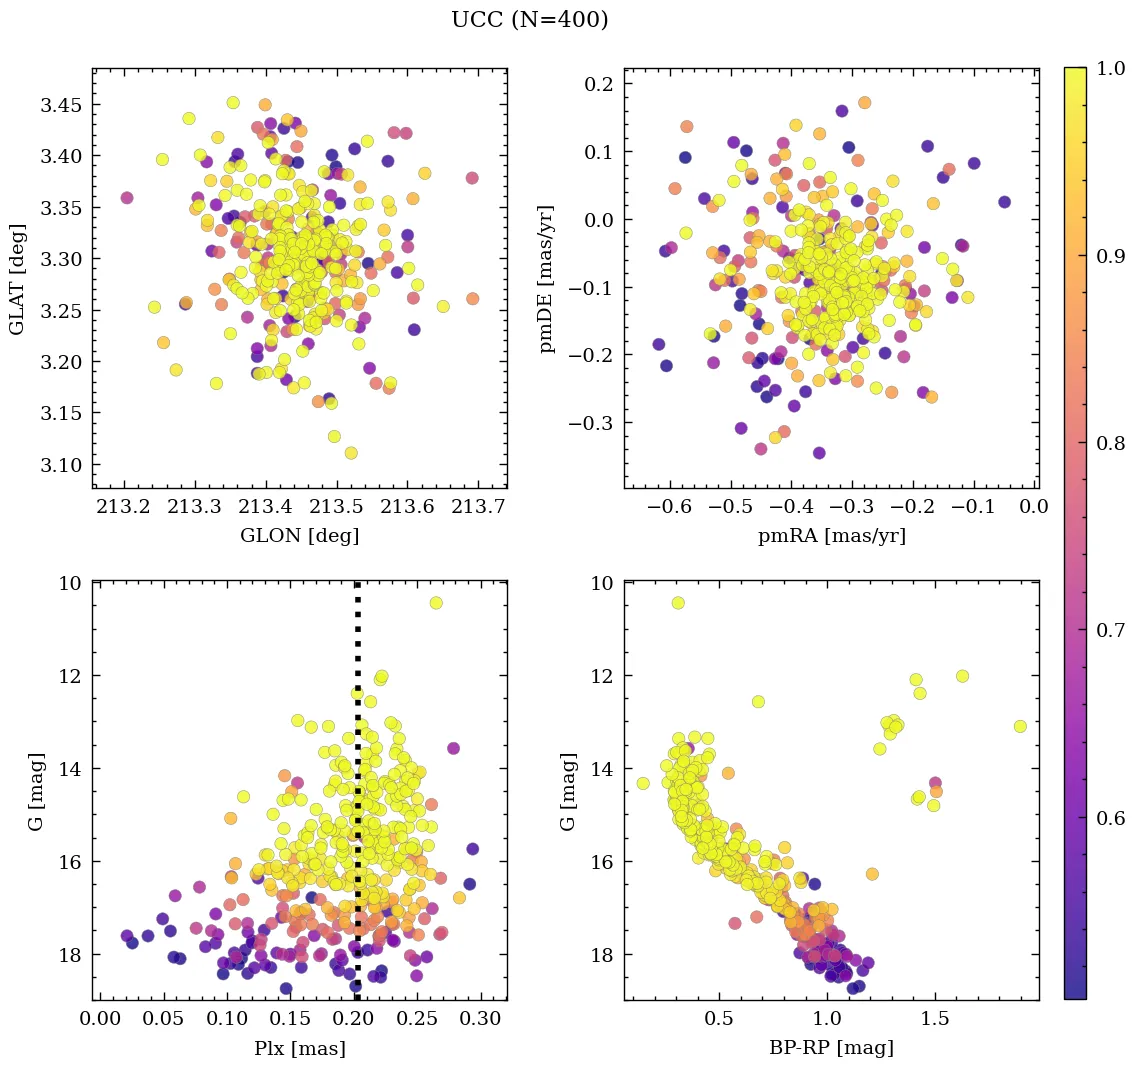 UCC (N=400)
3.45
3.40
3.35
3.30
3.25
3.20
3.15
3.10
GLAT [deg]
213.2 213.3 213.4 213.5 213.6 213.7
GLON [deg]
0.2
0.1
0.0
−0.1
−0.2
−0.3
pmDE [mas/yr]
−0.6 −0.5 −0.4 −0.3 −0.2 −0.1 0.0
pmRA [mas/yr]
1.0
0.9
0.8
0.7
0.6
10
12
14
16
18
G [mag]
0.00 0.05 0.10 0.15 0.20 0.25 0.30
Plx [mas]
10
12
14
16
18
G [mag]
0.5 1.0 1.5
BP-RP [mag]